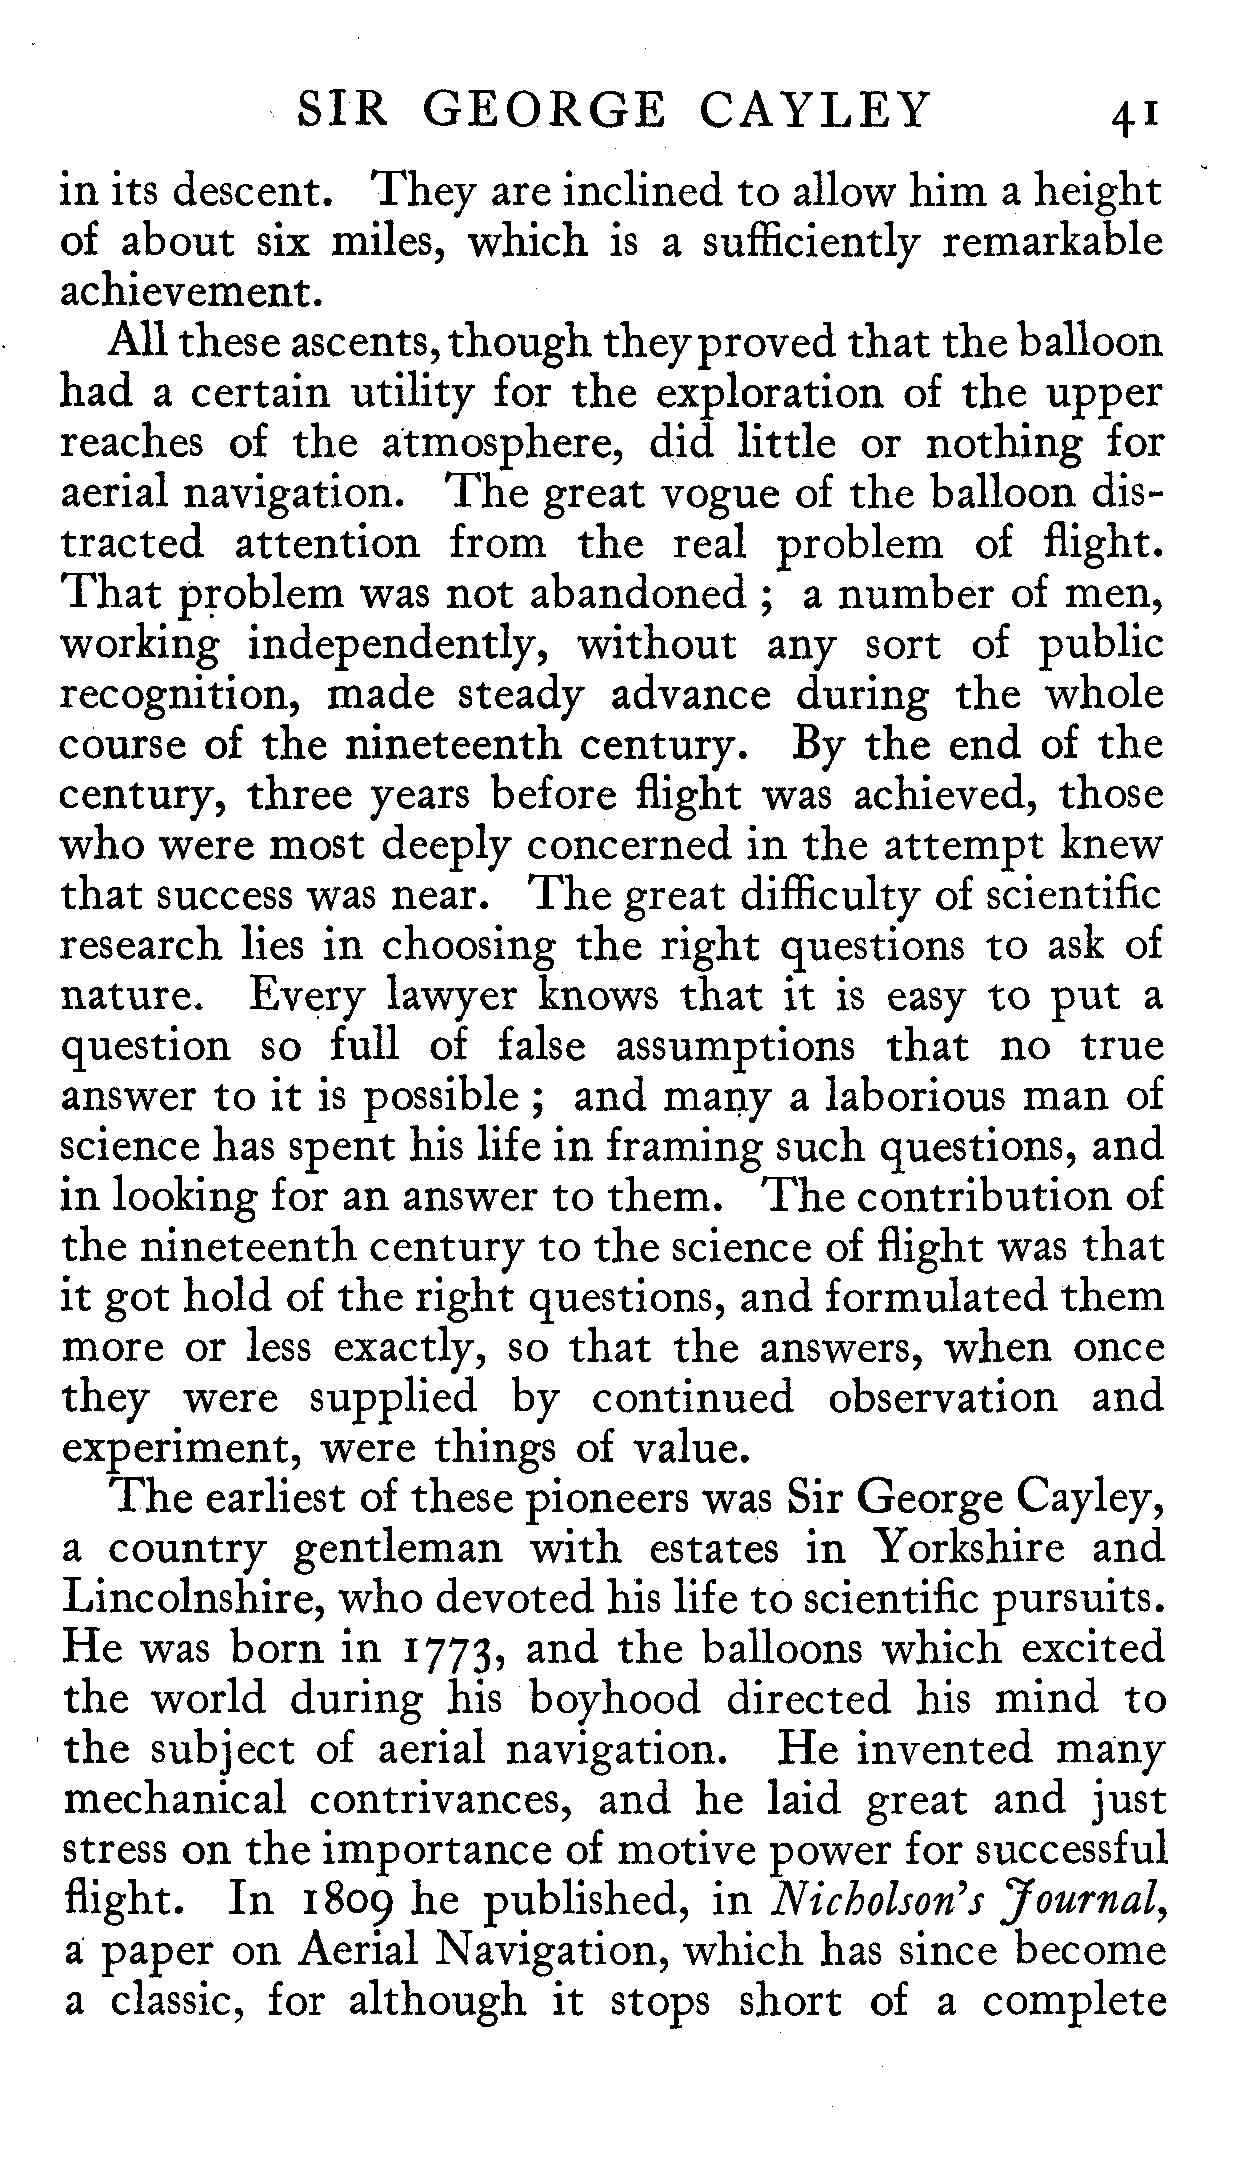 SIR GEORGE CAYLEY 41
in its descent. They are inclined to allow him a height
of about six miles, which is a sufficiently remarkable
achievement.
All these ascents, though they proved that the balloon
had a certain utility for the exploration of the upper
reaches of the atmosphere, did little or nothing for
aerial navigation. The great vogue of the balloon dis-
tracted attention from the real problem of flight.
That problem was not abandoned ; a number of men,
working independently, without any sort of public
recognition, made steady advance during the whole
course of the nineteenth century. By the end of the
century, three years before flight was achieved, those
who were most deeply concerned in the attempt knew
that success was near. The great difficulty of scientific
research lies in choosing the right questions to ask of
nature. Every lawyer knows that it is easy to put a
question so full of false assumptions that no true
answer to it is possible ; and many a laborious man of
science has spent his life in framing such questions, and
in looking for an answer to them. The contribution of
the nineteenth century to the science of flight was that
it got hold of the right questions, and formulated them
more or less exactly, so that the answers, when once
they were supplied by continued observation and
experiment, were things of value.
The earliest of these pioneers was Sir George Cayley,
a country gentleman with estates in Yorkshire and
Lincolnshire, who devoted his life to scientific pursuits.
He was born in 1773, and the balloons which excited
the world during his boyhood directed his mind to
the subject of aerial navigation. He invented many
mechanical contrivances, and he laid great and just
stress on the importance of motive power for successful
flight. In 1809 he published, in Nicholson's Journal,
a paper on Aerial Navigation, which has since become
a classic, for although it stops short of a complete